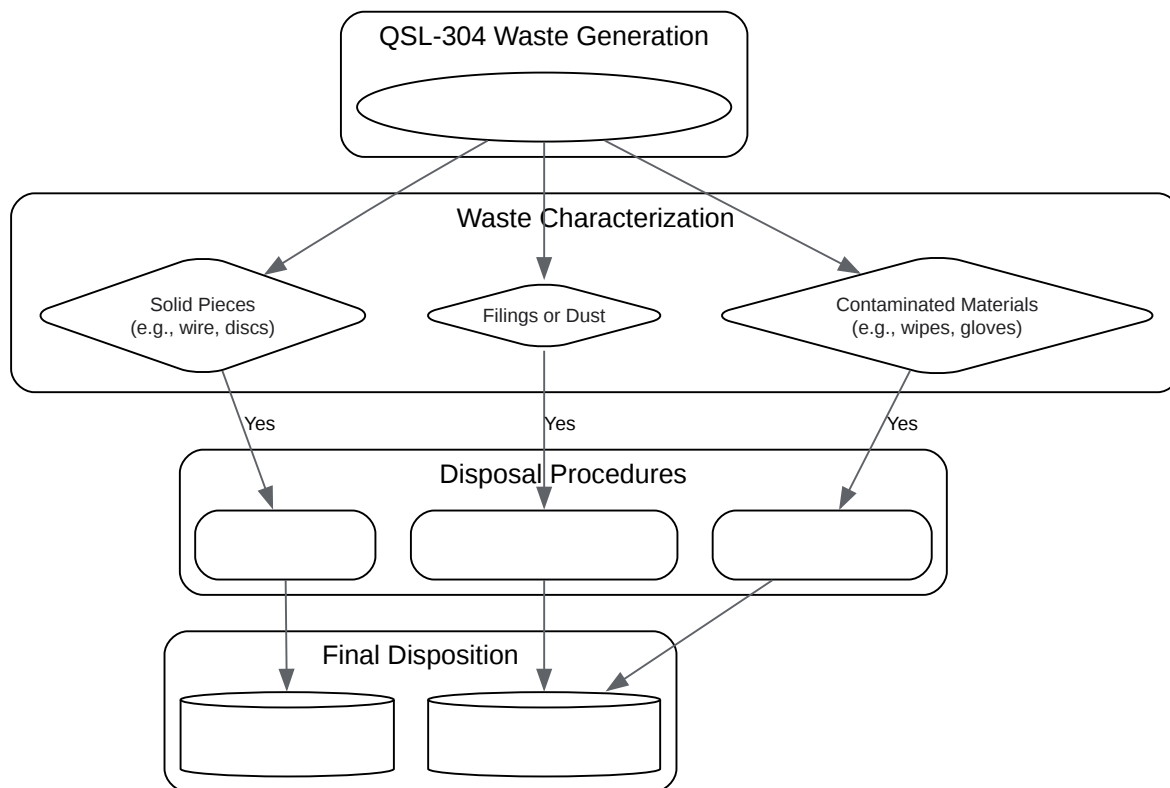 QSL-304 Waste Generation
Waste Characterization
Solid Pieces
(e.g., wire, discs)
Filings or Dust
Contaminated Materials
(e.g., wipes, gloves)
Yes
Yes
Yes
Disposal Procedures
Final Disposition